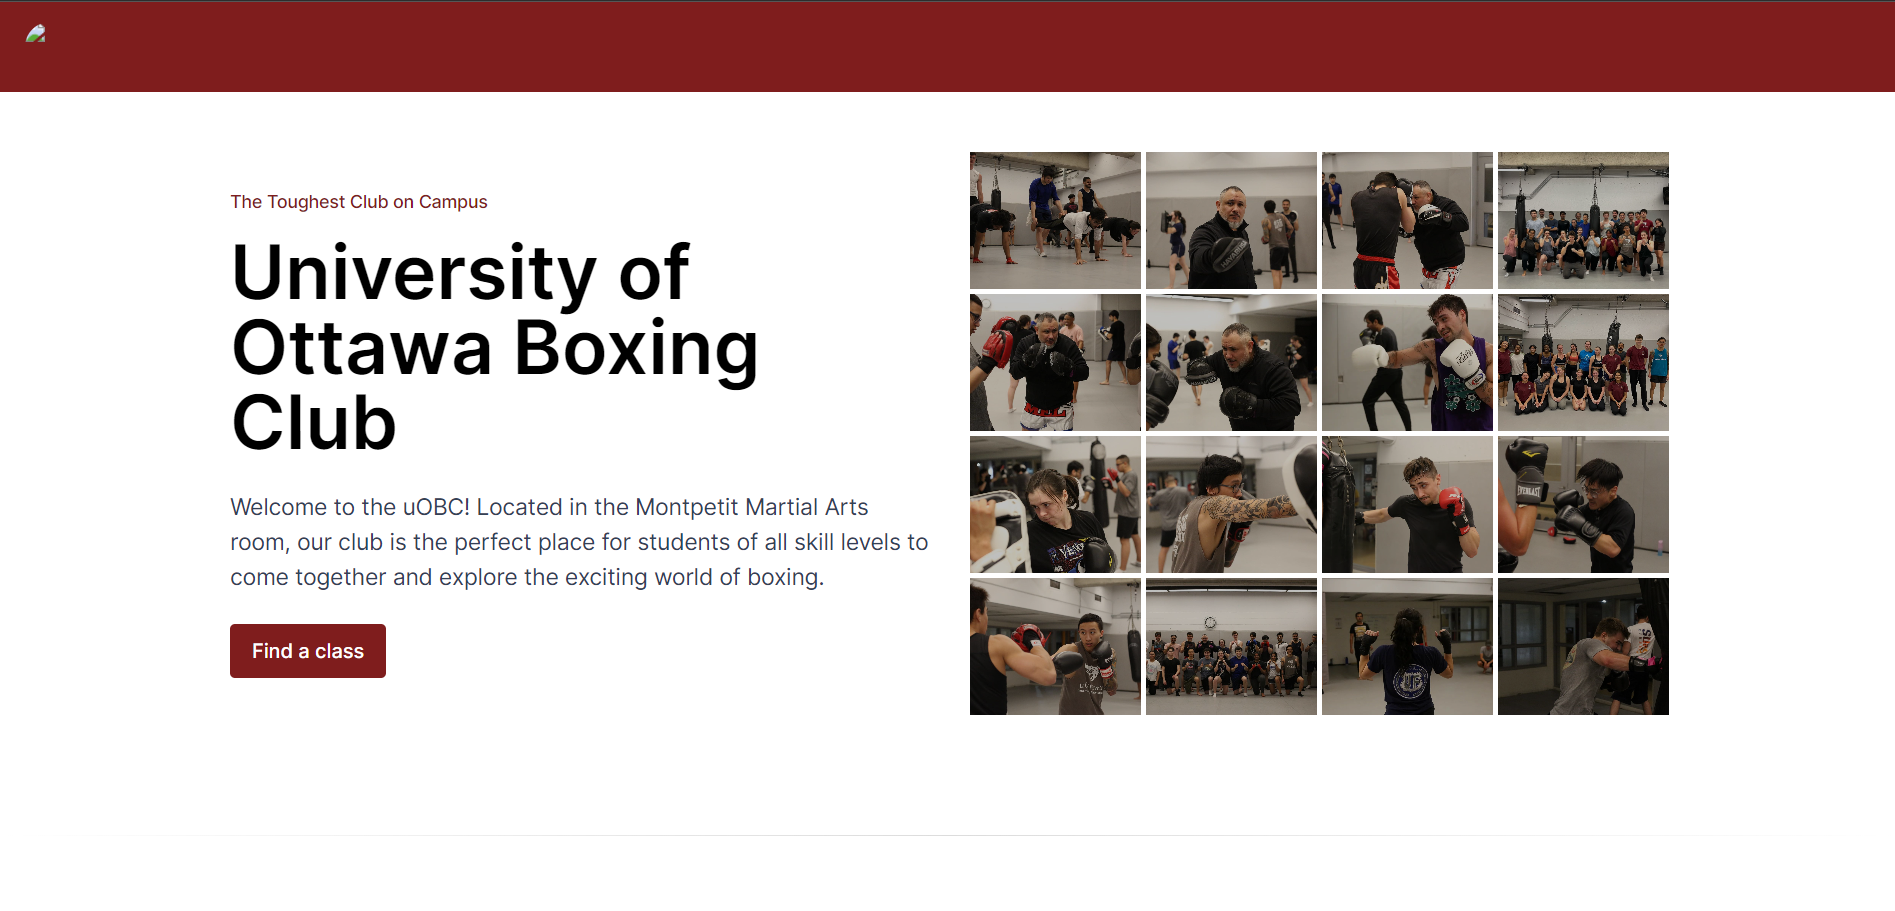 The Toughest Club on Campus
University of
Ottawa Boxing
Club
Welcome to the uOBC! Located in the Montpetit Martial Arts
room, our club is the perfect place for students of all skill levels to
come together and explore the exciting world of boxing.
Find a class